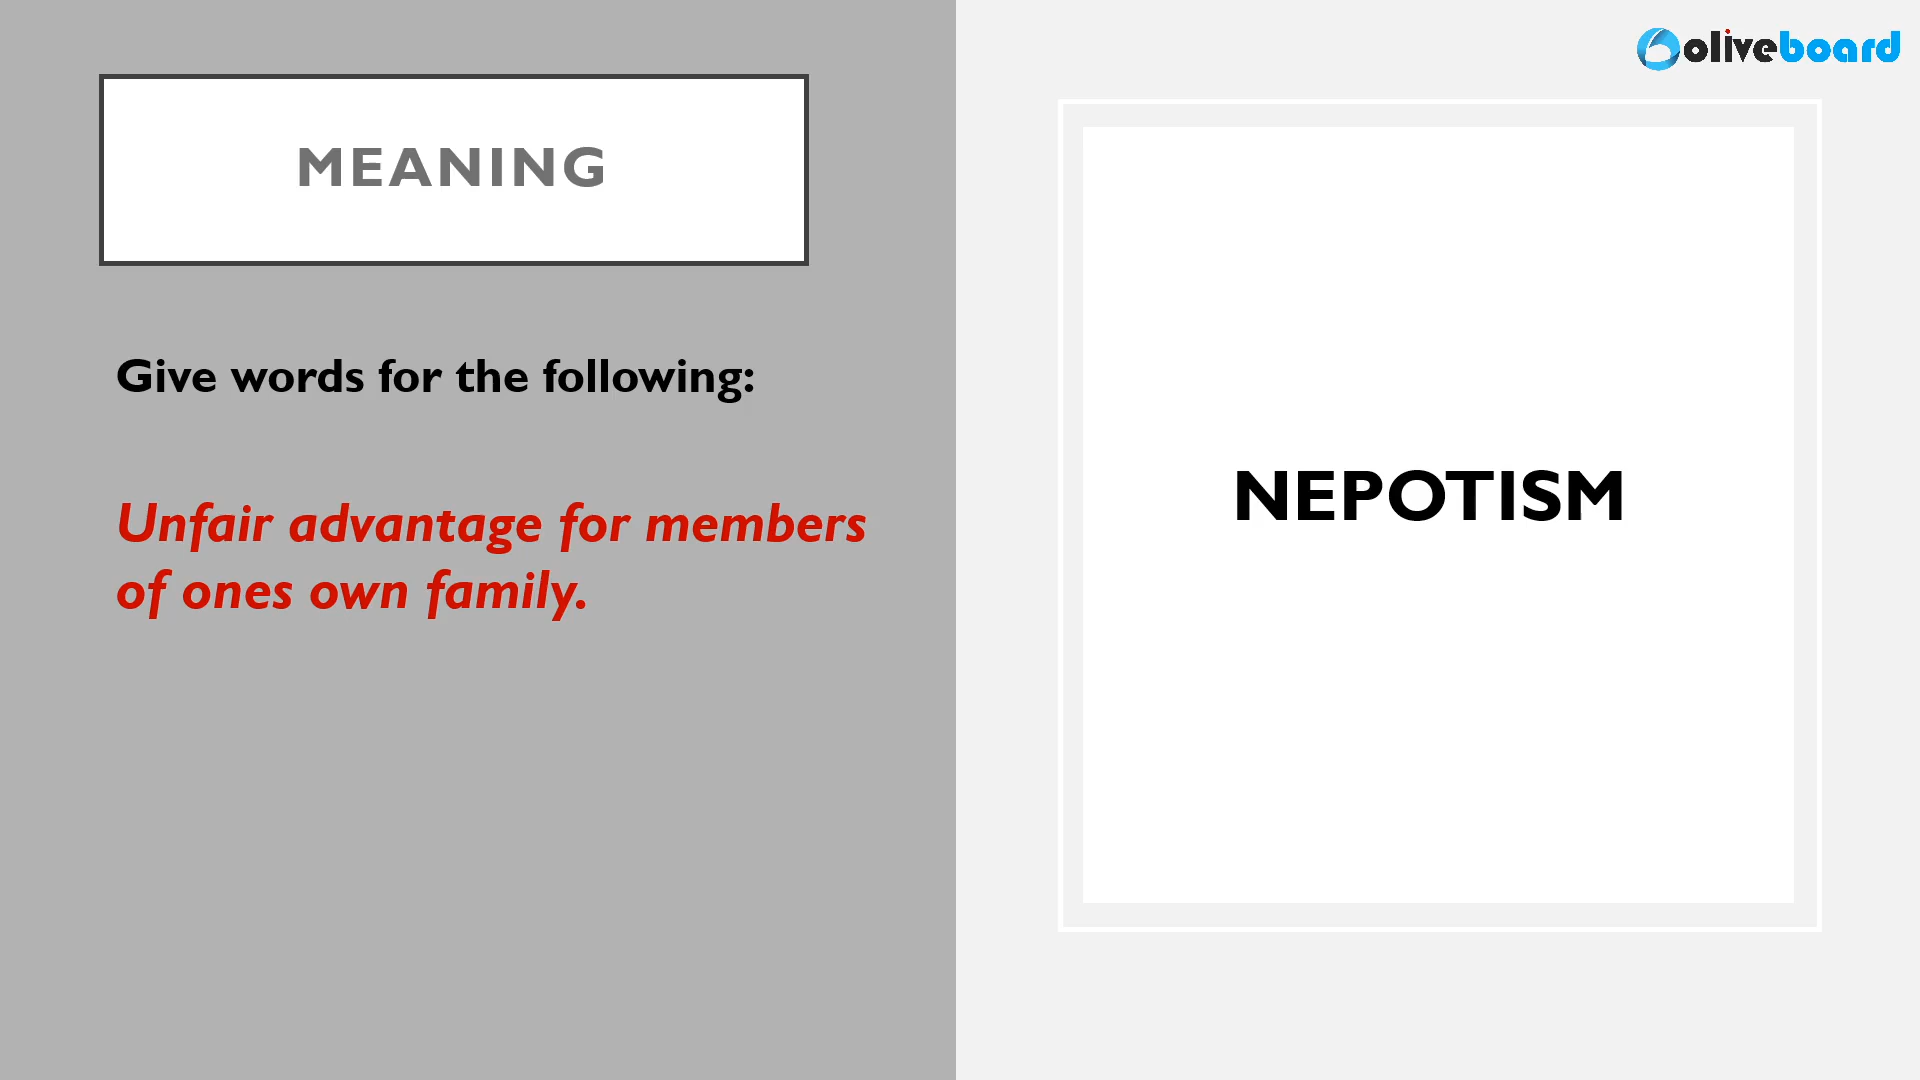 oliveboard
MEANING
Give words for the following:
Unfair advantage for members
of ones own family.
NEPOTISM